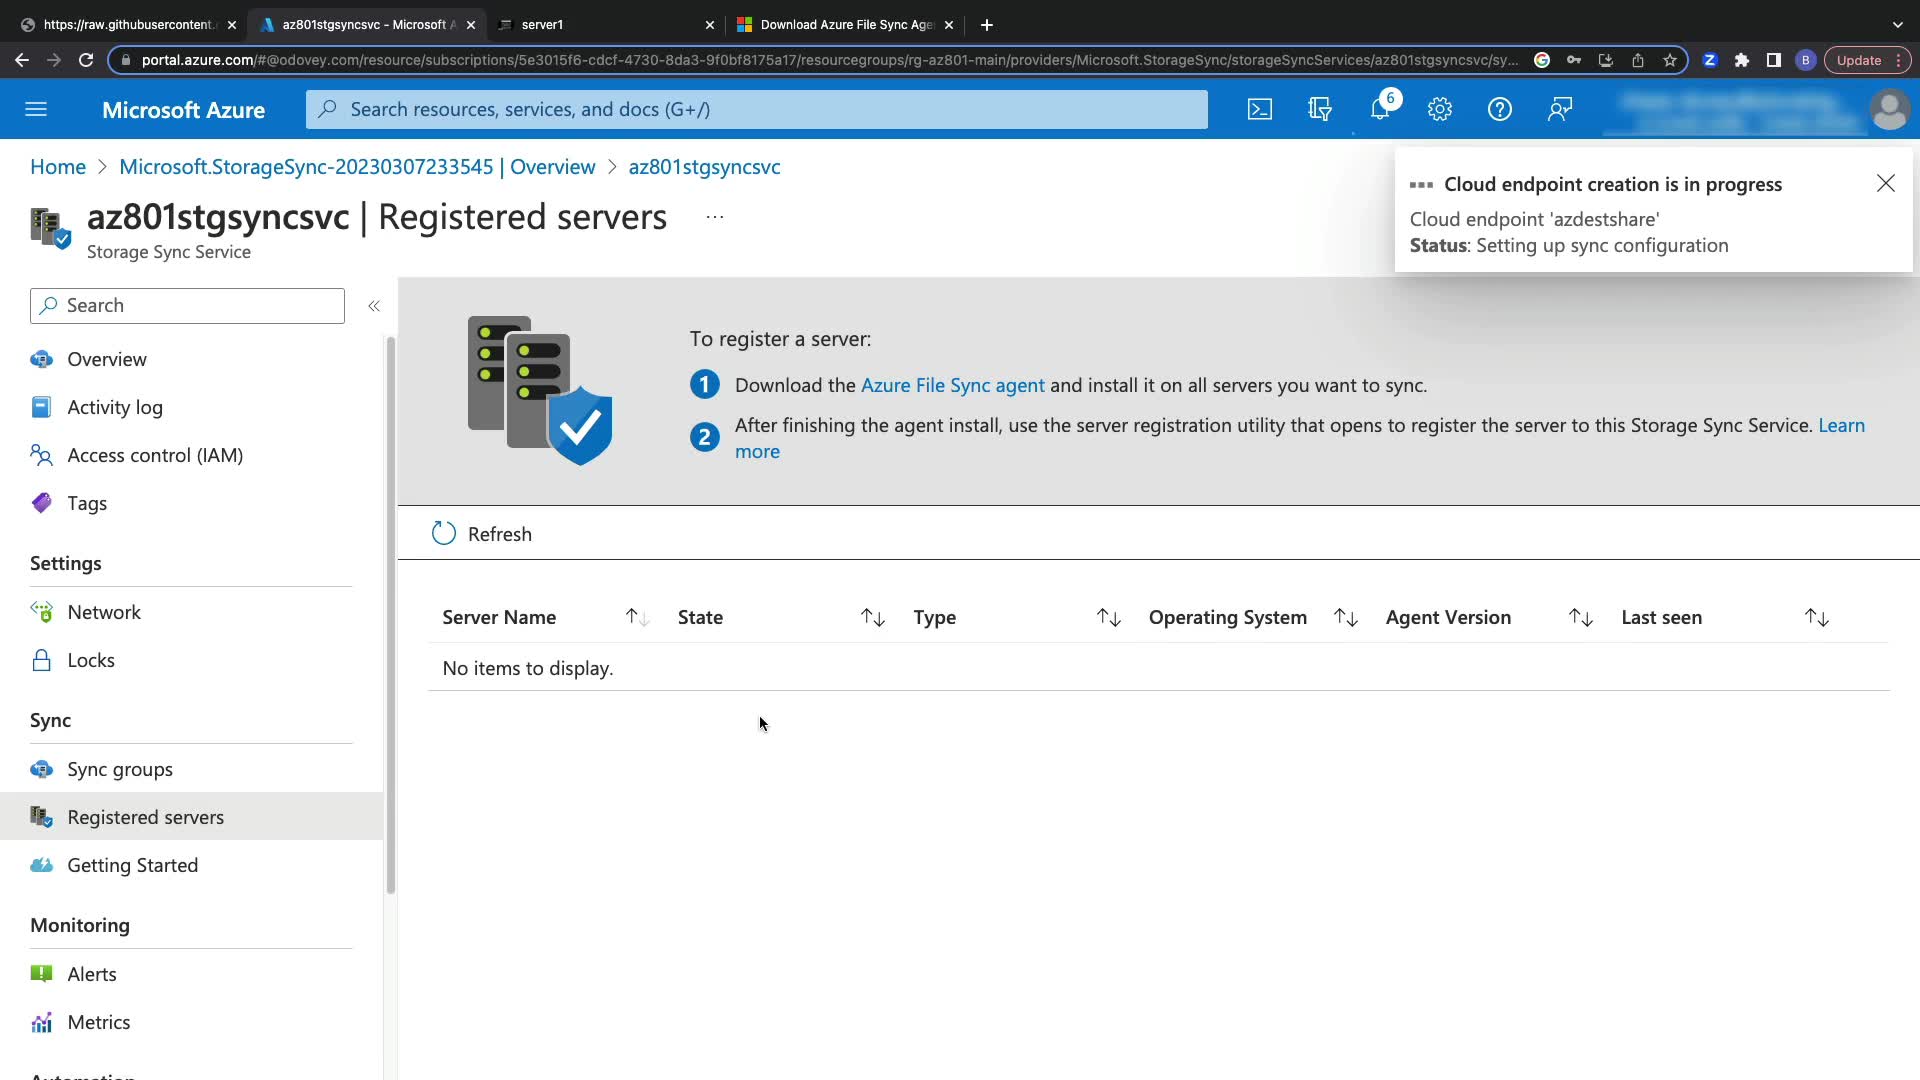 https://raw.githubusercontent.
az801stgsyncsvc - Microsoft A
server1
Download Azure File Sync Age
Update
portal.azure.com/#@odovey.com/resource/subscriptions/5e3015f6-cdcf-4730-8da3-9f0bf8175a17/resourcegroups/rg-az801-main/providers/Microsoft.StorageSync/storageSyncServices/az801stgsyncsvc/sy...
Z
B
Microsoft Azure
Search resources, services, and docs (G+/)
6
Home > Microsoft.StorageSync-20230307233545 | Overview > az801stgsyncsvc
az801stgsyncsvc | Registered servers ...
Storage Sync Service
Cloud endpoint creation is in progress
Cloud endpoint 'azdestshare'
Status: Setting up sync configuration
Search
Overview
Activity log
Access control (IAM)
Tags
Settings
Network
Locks
Sync
Sync groups
Registered servers
Getting Started
Monitoring
Alerts
Metrics
Automation
To register a server:
1 Download the Azure File Sync agent and install it on all servers you want to sync.
2 After finishing the agent install, use the server registration utility that opens to register the server to this Storage Sync Service. Learn
more
Refresh
Server Name State Type Operating System Agent Version Last seen
No items to display.